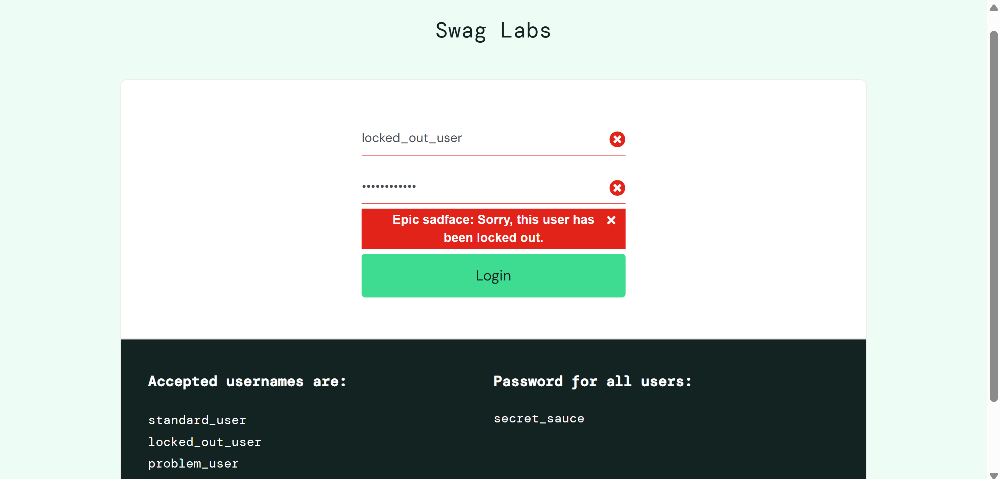 Swag Labs
locked_out_user
••••••••••••
Epic sadface: Sorry, this user has
been locked out.
Login
Accepted usernames are:
standard_user
locked_out_user
problem_user
Password for all users:
secret_sauce